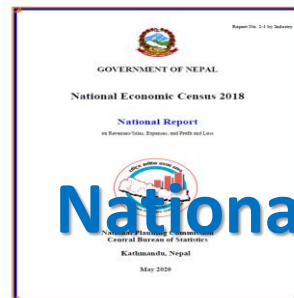 Report No. 2-1 by Industry
GOVERNMENT OF NEPAL
National Economic Census 2018
National Report
on Revenues/Sales, Expenses, and Profit and Loss
Nationa
National Planning Commission
Central Bureau of Statistics
Kathmandu, Nepal
May 2020